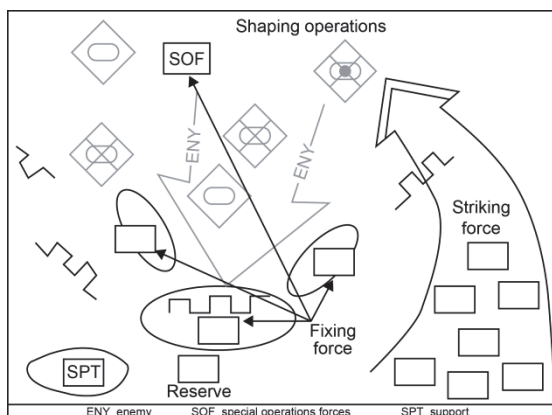 Shaping operations
SOF
ENY
ENY
Striking
force
Fixing
force
SPT
Reserve
ENY enemy SOF special operations forces SPT support